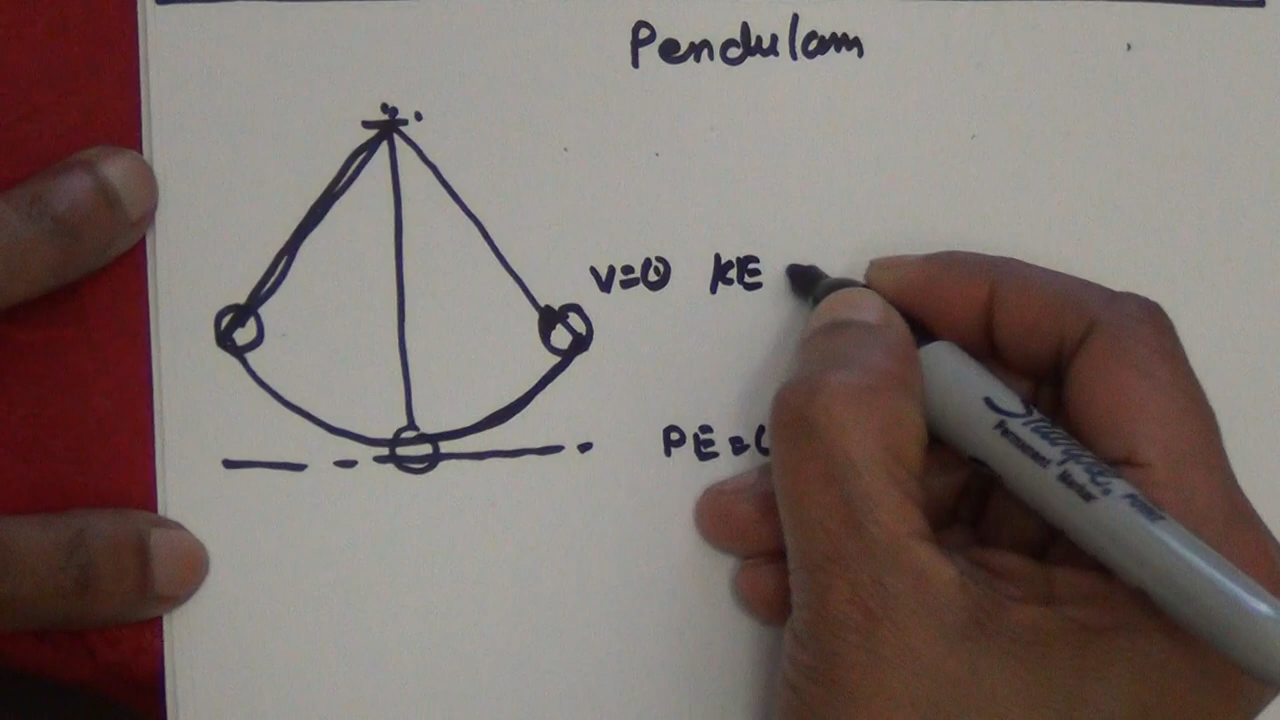 Pendulam
v=0 KE
PE=
Sharpie.
Permanent Marker